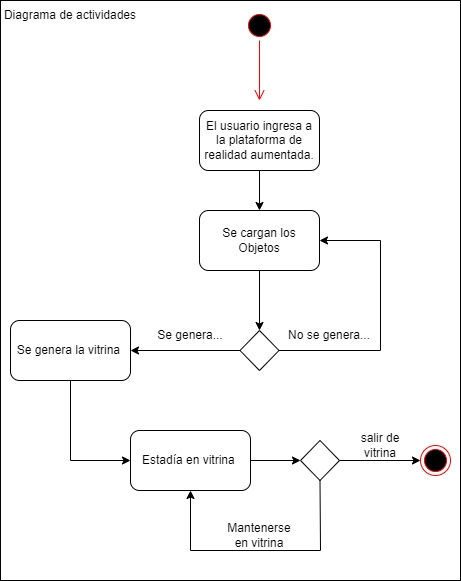 Diagrama de actividades
El usuario ingresa a
la plataforma de
realidad aumentada.
Se cargan los
Objetos
Se genera...
No se genera...
Se genera la vitrina
salir de
vitrina
Estadía en vitrina
Mantenerse
en vitrina